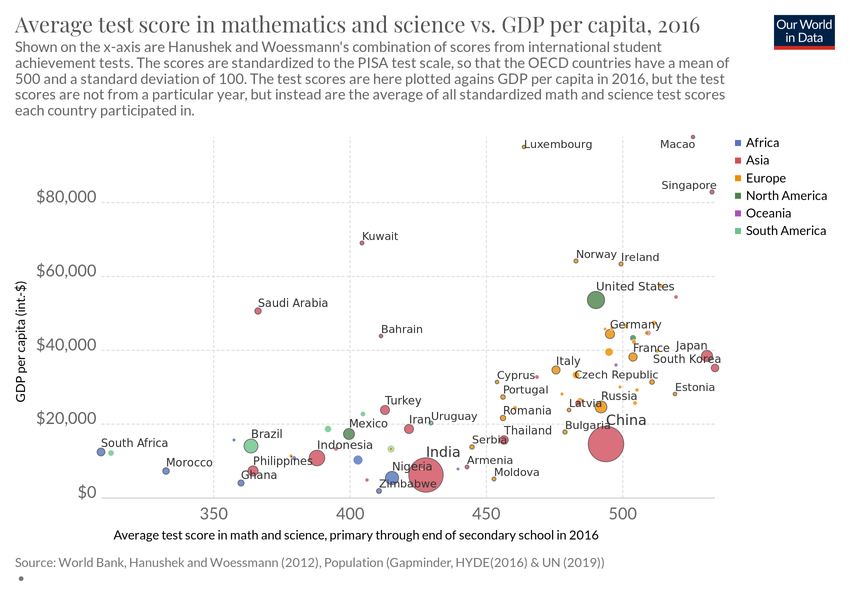 Average test score in mathematics and science vs. GDP per capita, 2016
Our World
in Data
Shown on the x-axis are Hanushek and Woessmann's combination of scores from international student
achievement tests. The scores are standardized to the PISA test scale, so that the OECD countries have a mean of
500 and a standard deviation of 100. The test scores are here plotted agains GDP per capita in 2016, but the test
scores are not from a particular year, but instead are the average of all standardized math and science test scores
each country participated in.
Luxembourg
Macao
Africa
Asia
Europe
North America
Oceania
South America
Singapore
$80,000
Kuwait
Norway
Ireland
$60,000
United States
Saudi Arabia
Germany
Bahrain
$40,000
France
Japan
South Korea
Italy
Cyprus
Czech Republic
Portugal
Estonia
Turkey
Latvia
Russia
Romania
$20,000
Mexico
Iran
Uruguay
Thailand
Bulgaria
China
South Africa
Brazil
Indonesia
Serbia
India
Morocco
Philippines
Nigeria
Armenia
Ghana
Zimbabwe
Moldova
$0
350
400
450
500
GDP per capita (int.-$)
Average test score in math and science, primary through end of secondary school in 2016
Source: World Bank, Hanushek and Woessmann (2012), Population (Gapminder, HYDE(2016) & UN (2019))